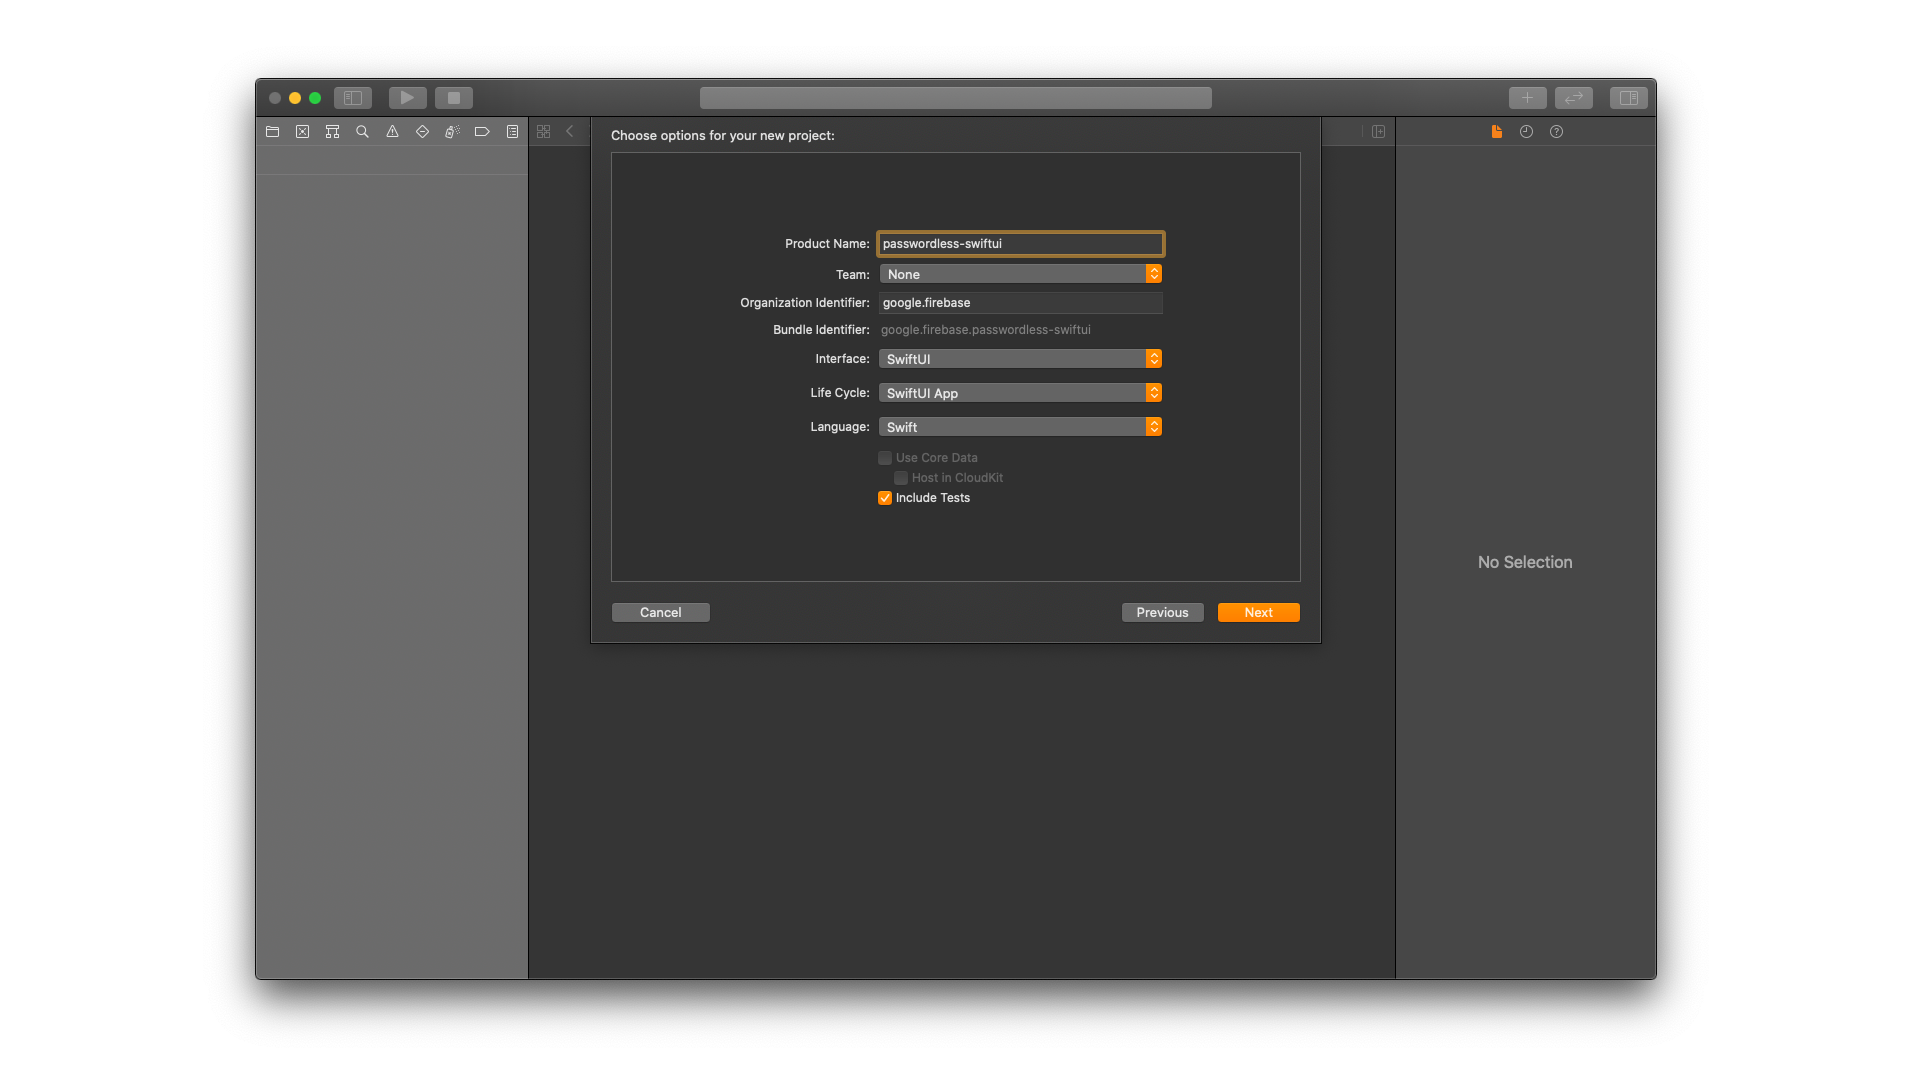 Choose options for your new project:
Product Name: passwordless-swiftui
Team: None
Organization Identifier: google.firebase
Bundle Identifier: google.firebase.passwordless-swiftui
Interface: SwiftUI
Life Cycle: SwiftUI App
Language: Swift
Use Core Data
Host in CloudKit
Include Tests
No Selection
Cancel Previous Next